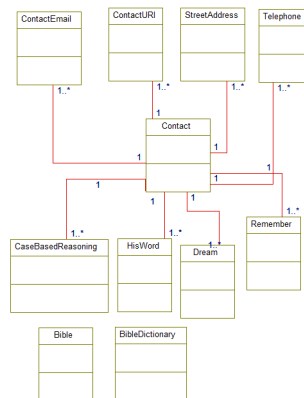 ContactEmail
ContactURI
StreetAddress
Telephone
1..*
1..*
1..*
1..*
Contact
1
1
1
1
1
1
1
1
1..*
1..*
1..*
1..*
CaseBasedReasoning
HisWord
Dream
Remember
Bible
BibleDictionary